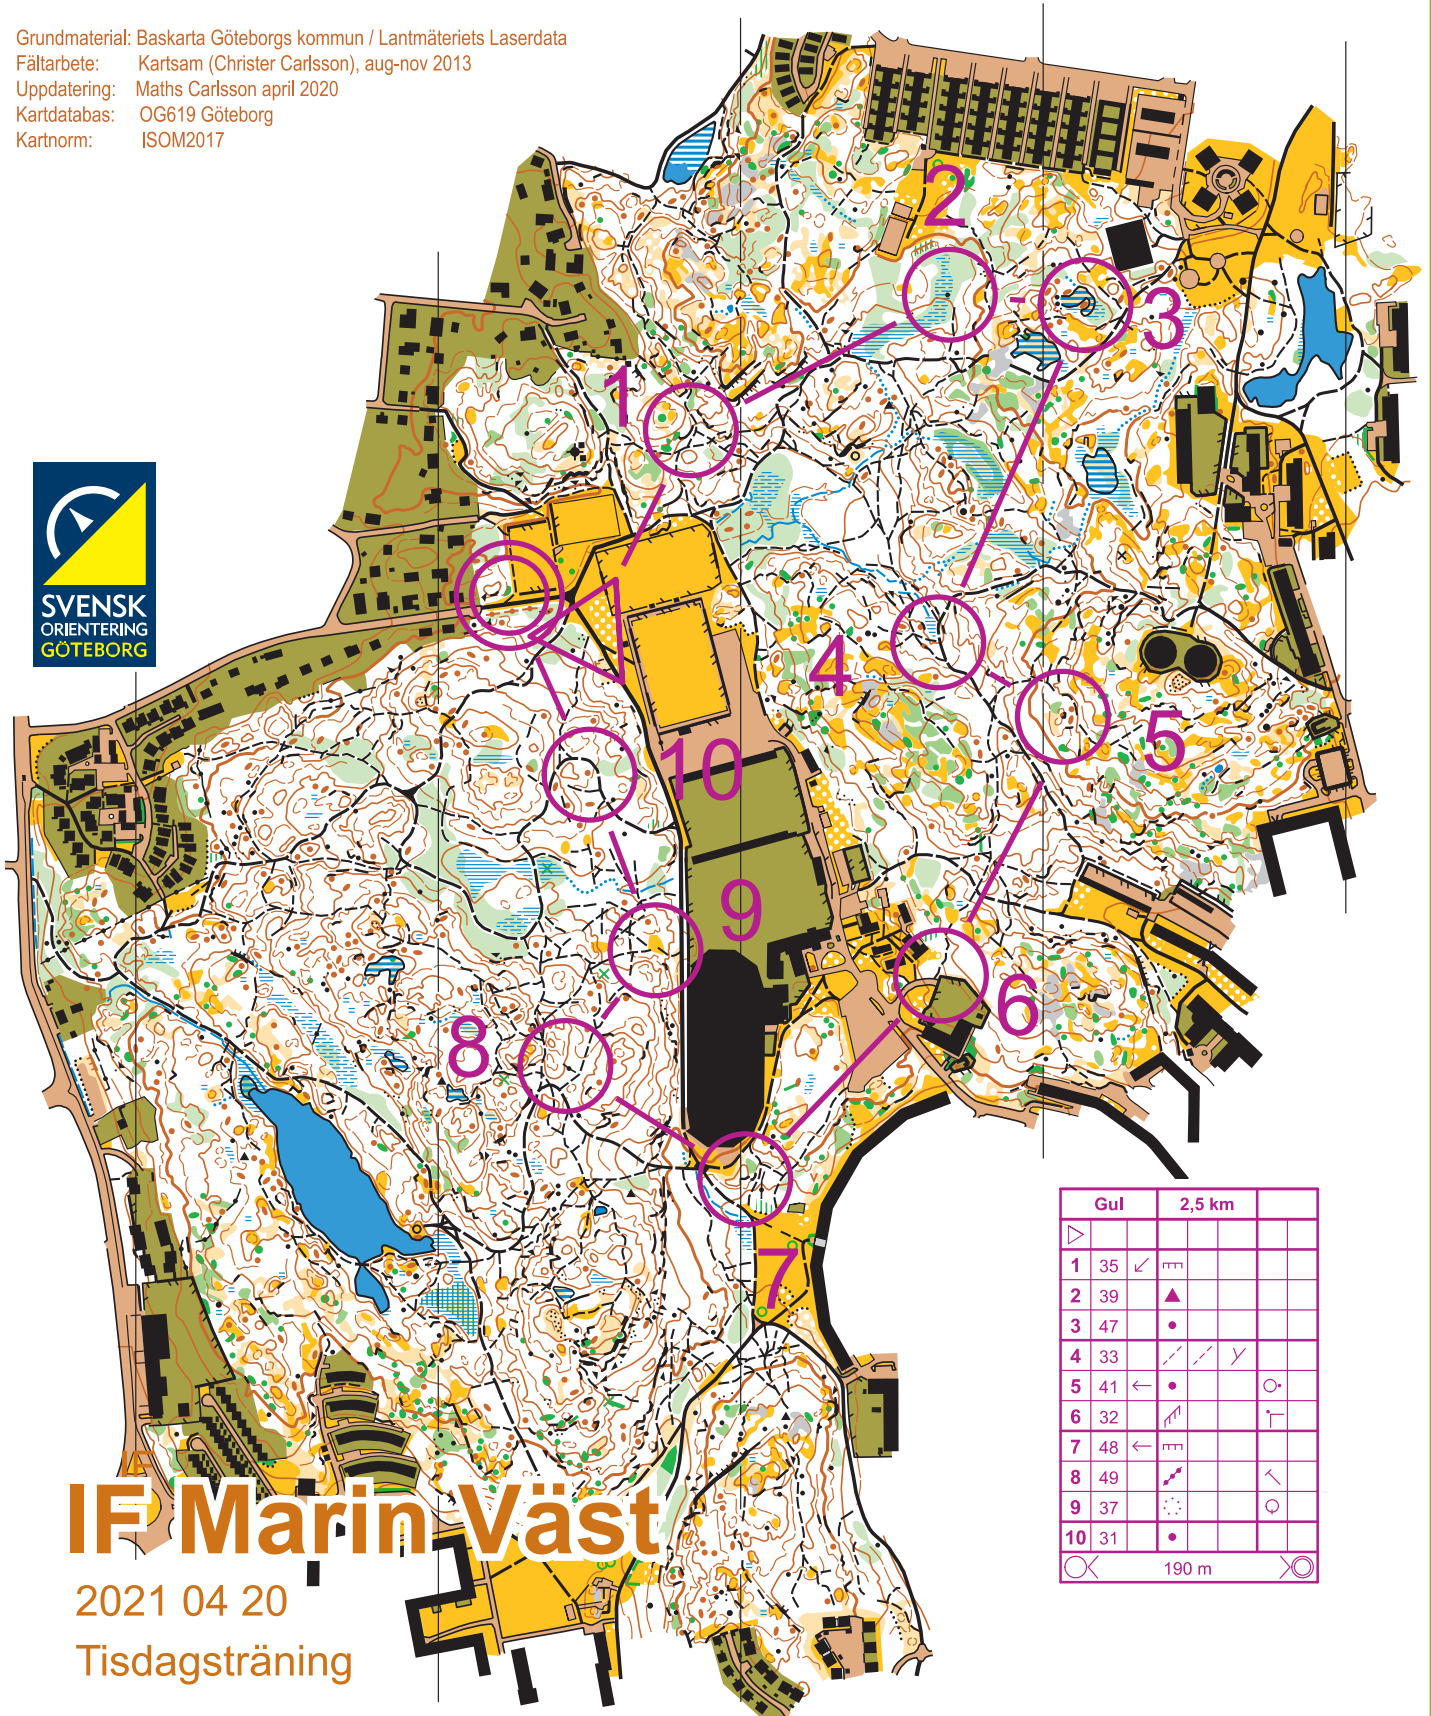 Grundmaterial: Baskarta Göteborgs kommun / Lantmäteriets Laserdata
Fältarbete: Kartsam (Christer Carlsson), aug-nov 2013
Uppdatering: Maths Carlsson april 2020
Kartdatabas: OG619 Göteborg
Kartnorm: ISOM2017
2
3
1
SVENSK
ORIENTERING
GÖTEBORG
4
5
10
9
6
8
7
Gul 2,5 km
1 35
2 39
3 47
4 33
5 41
6 32
7 48
8 49
9 37
10 31
190 m
IF
IF Marin Väst
2021 04 20
Tisdagsträning